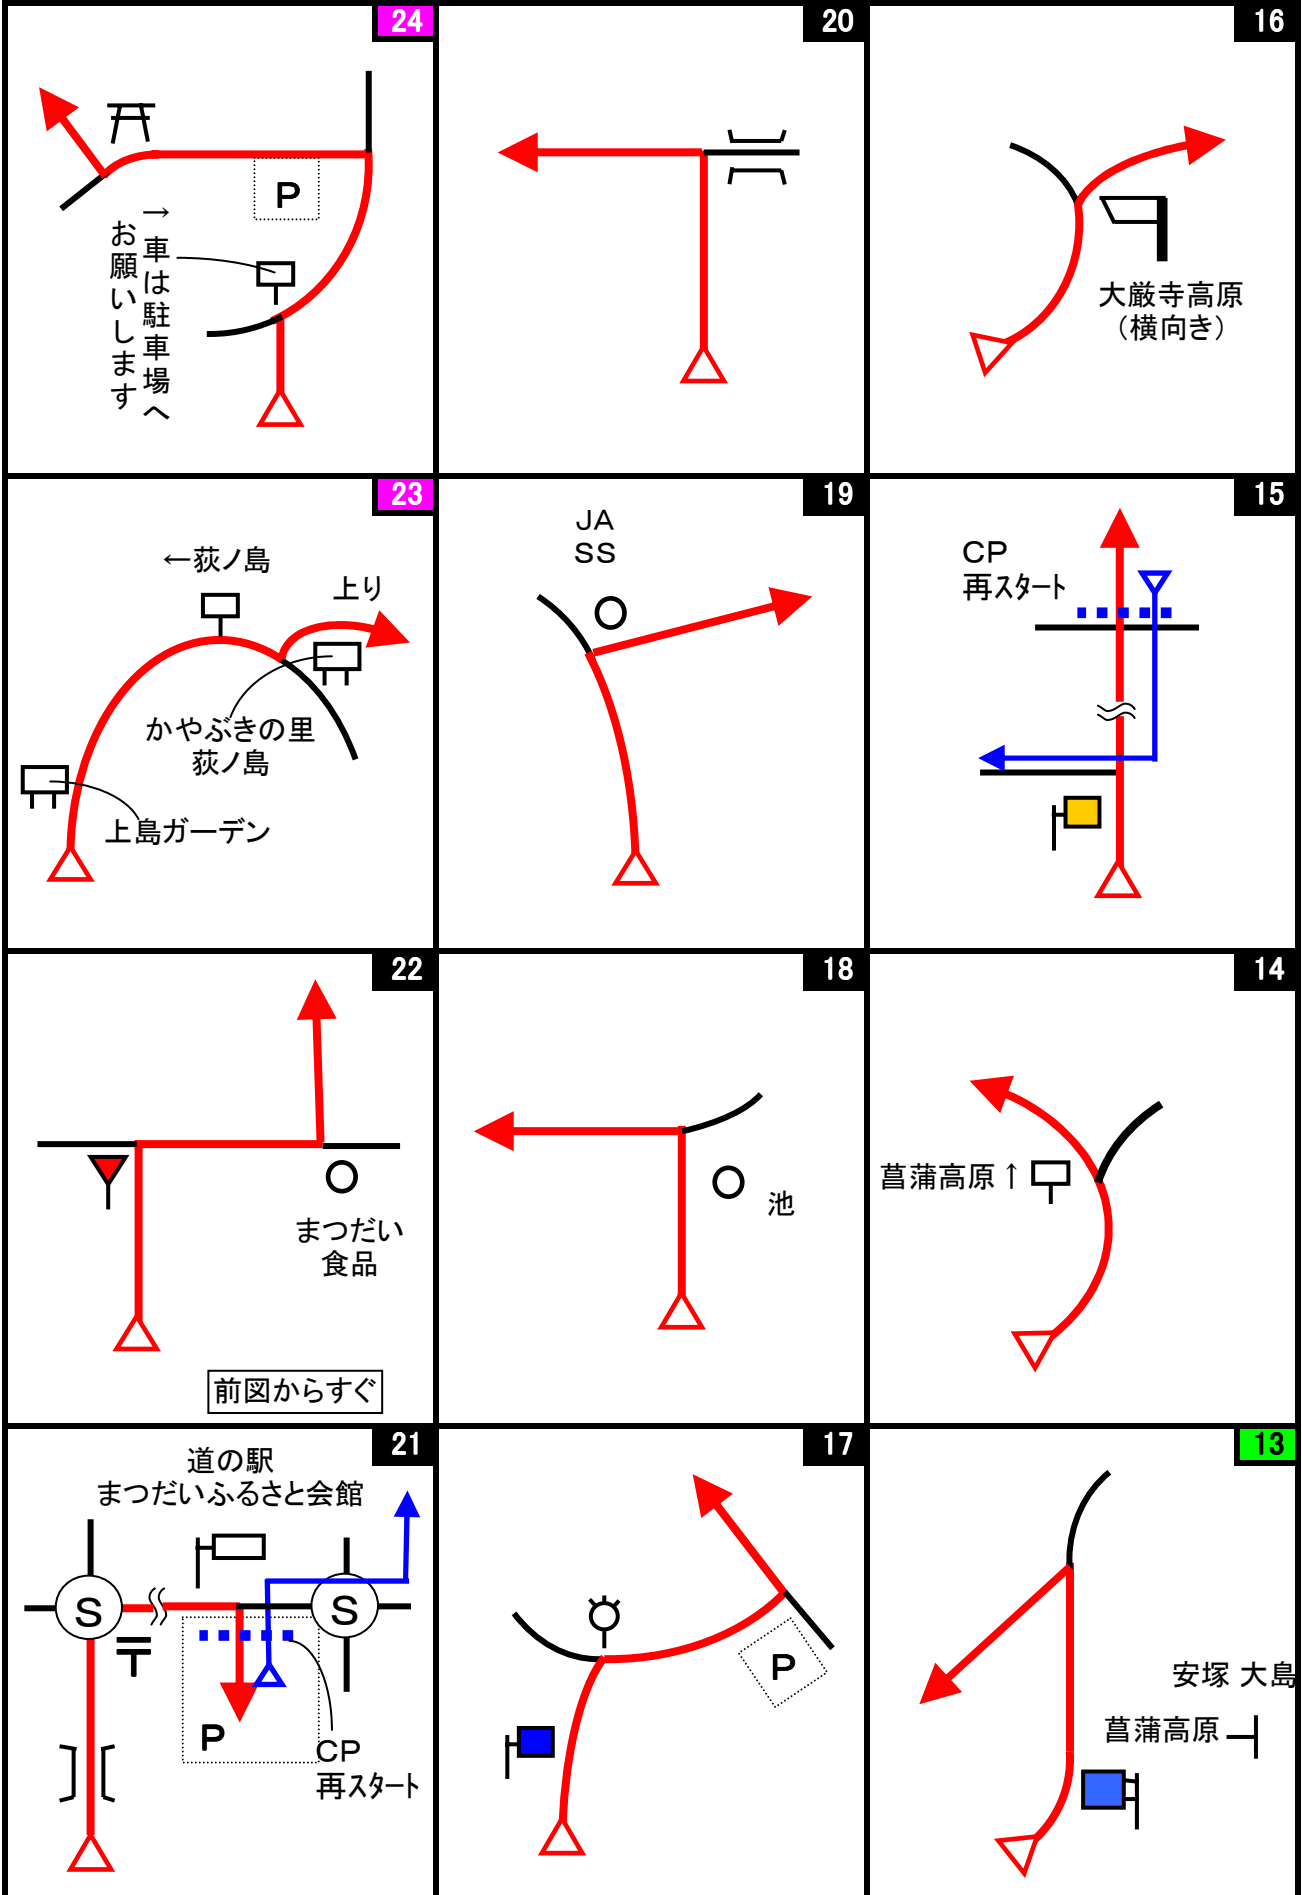 24
P
→車は駐車場へ
お願いします
20
16
大厳寺高原
（横向き）
23
←荻ノ島
上り
かやぶきの里
荻ノ島
上島ガーデン
19
JA
SS
15
CP
再スタート
22
まつだい
食品
前図からすぐ
18
池
14
菖蒲高原↑
21
道の駅
まつだいふるさと会館
S
S
P
CP
再スタート
17
P
13
安塚 大島
菖蒲高原